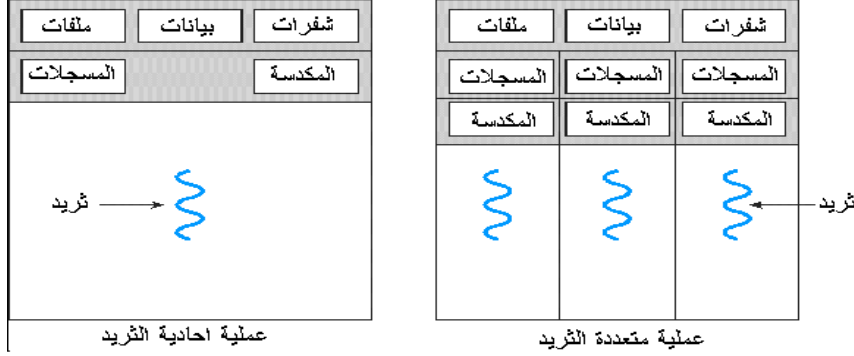 شفرات بيانات ملفات
المسجلات المسجلات المسجلات
المكدسة المكدسة المكدسة
ثريد
عملية متعددة الثريد
شفرات بيانات ملفات
المكدسة المسجلات
ثريد
عملية احادية الثريد